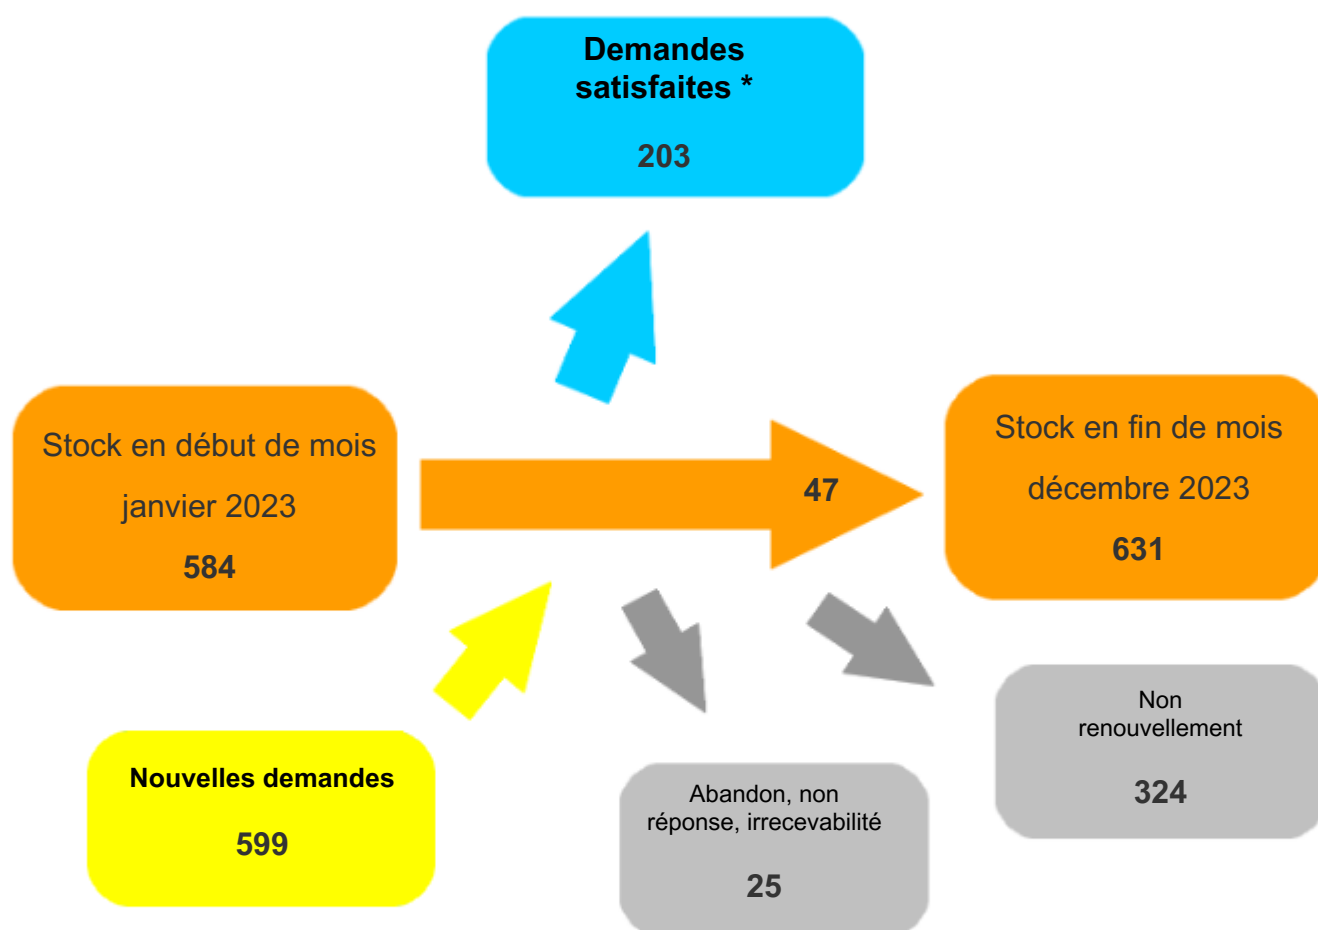 Demandes
satisfaites *
203
Stock en début de mois
janvier 2023
584
47
Stock en fin de mois
décembre 2023
631
Nouvelles demandes
599
Abandon, non
réponse, irrecevabilité
25
Non
renouvellement
324